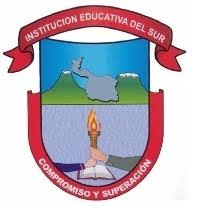 INSTITUCION EDUCATIVA DEL SUR
COMPROMISO Y SUPERACIÓN